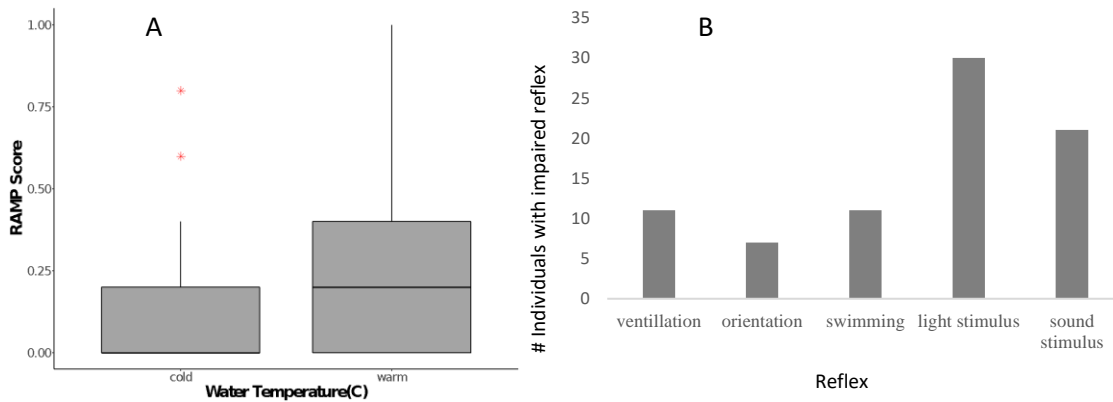 A
RAMP Score
1.00
0.75
0.50
0.25
0.00
cold
warm
Water Temperature(C)
B
# Individuals with impaired reflex
35
30
25
20
15
10
5
0
ventillation
orientation
swimming
light stimulus
sound
stimulus
Reflex